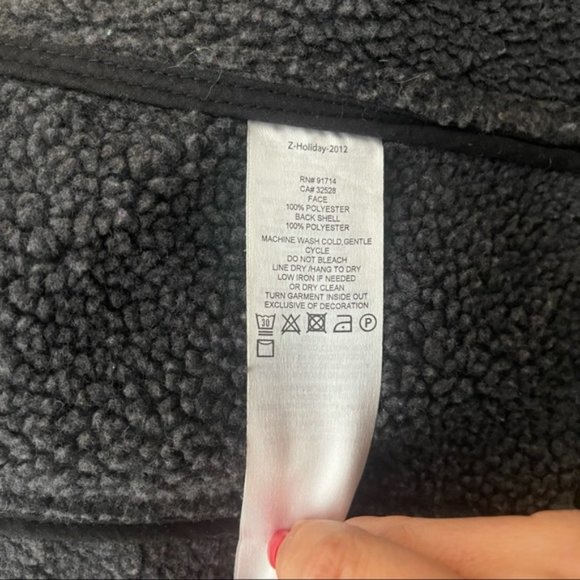 Z-Holiday-2012
RN# 91714
CA# 32528
FACE
100% POLYESTER
BACK SHELL
100% POLYESTER
MACHINE WASH COLD, GENTLE
CYCLE
DO NOT BLEACH
LINE DRY /HANG TO DRY
LOW IRON IF NEEDED
OR DRY CLEAN
TURN GARMENT INSIDE OUT
EXCLUSIVE OF DECORATION
30 P